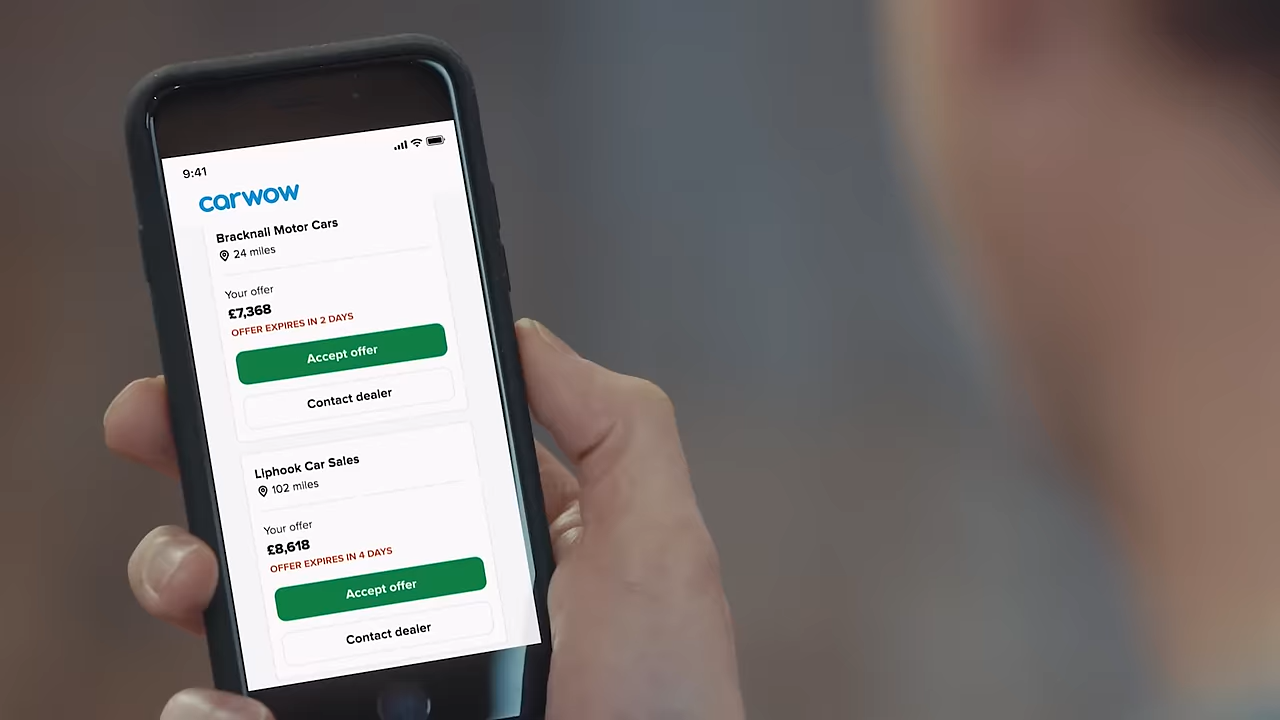 9:41
carwow
Bracknall Motor Cars
24 miles
Your offer
£7,368
OFFER EXPIRES IN 2 DAYS
Accept offer
Contact dealer
Liphook Car Sales
102 miles
Your offer
£8,618
OFFER EXPIRES IN 4 DAYS
Accept offer
Contact dealer